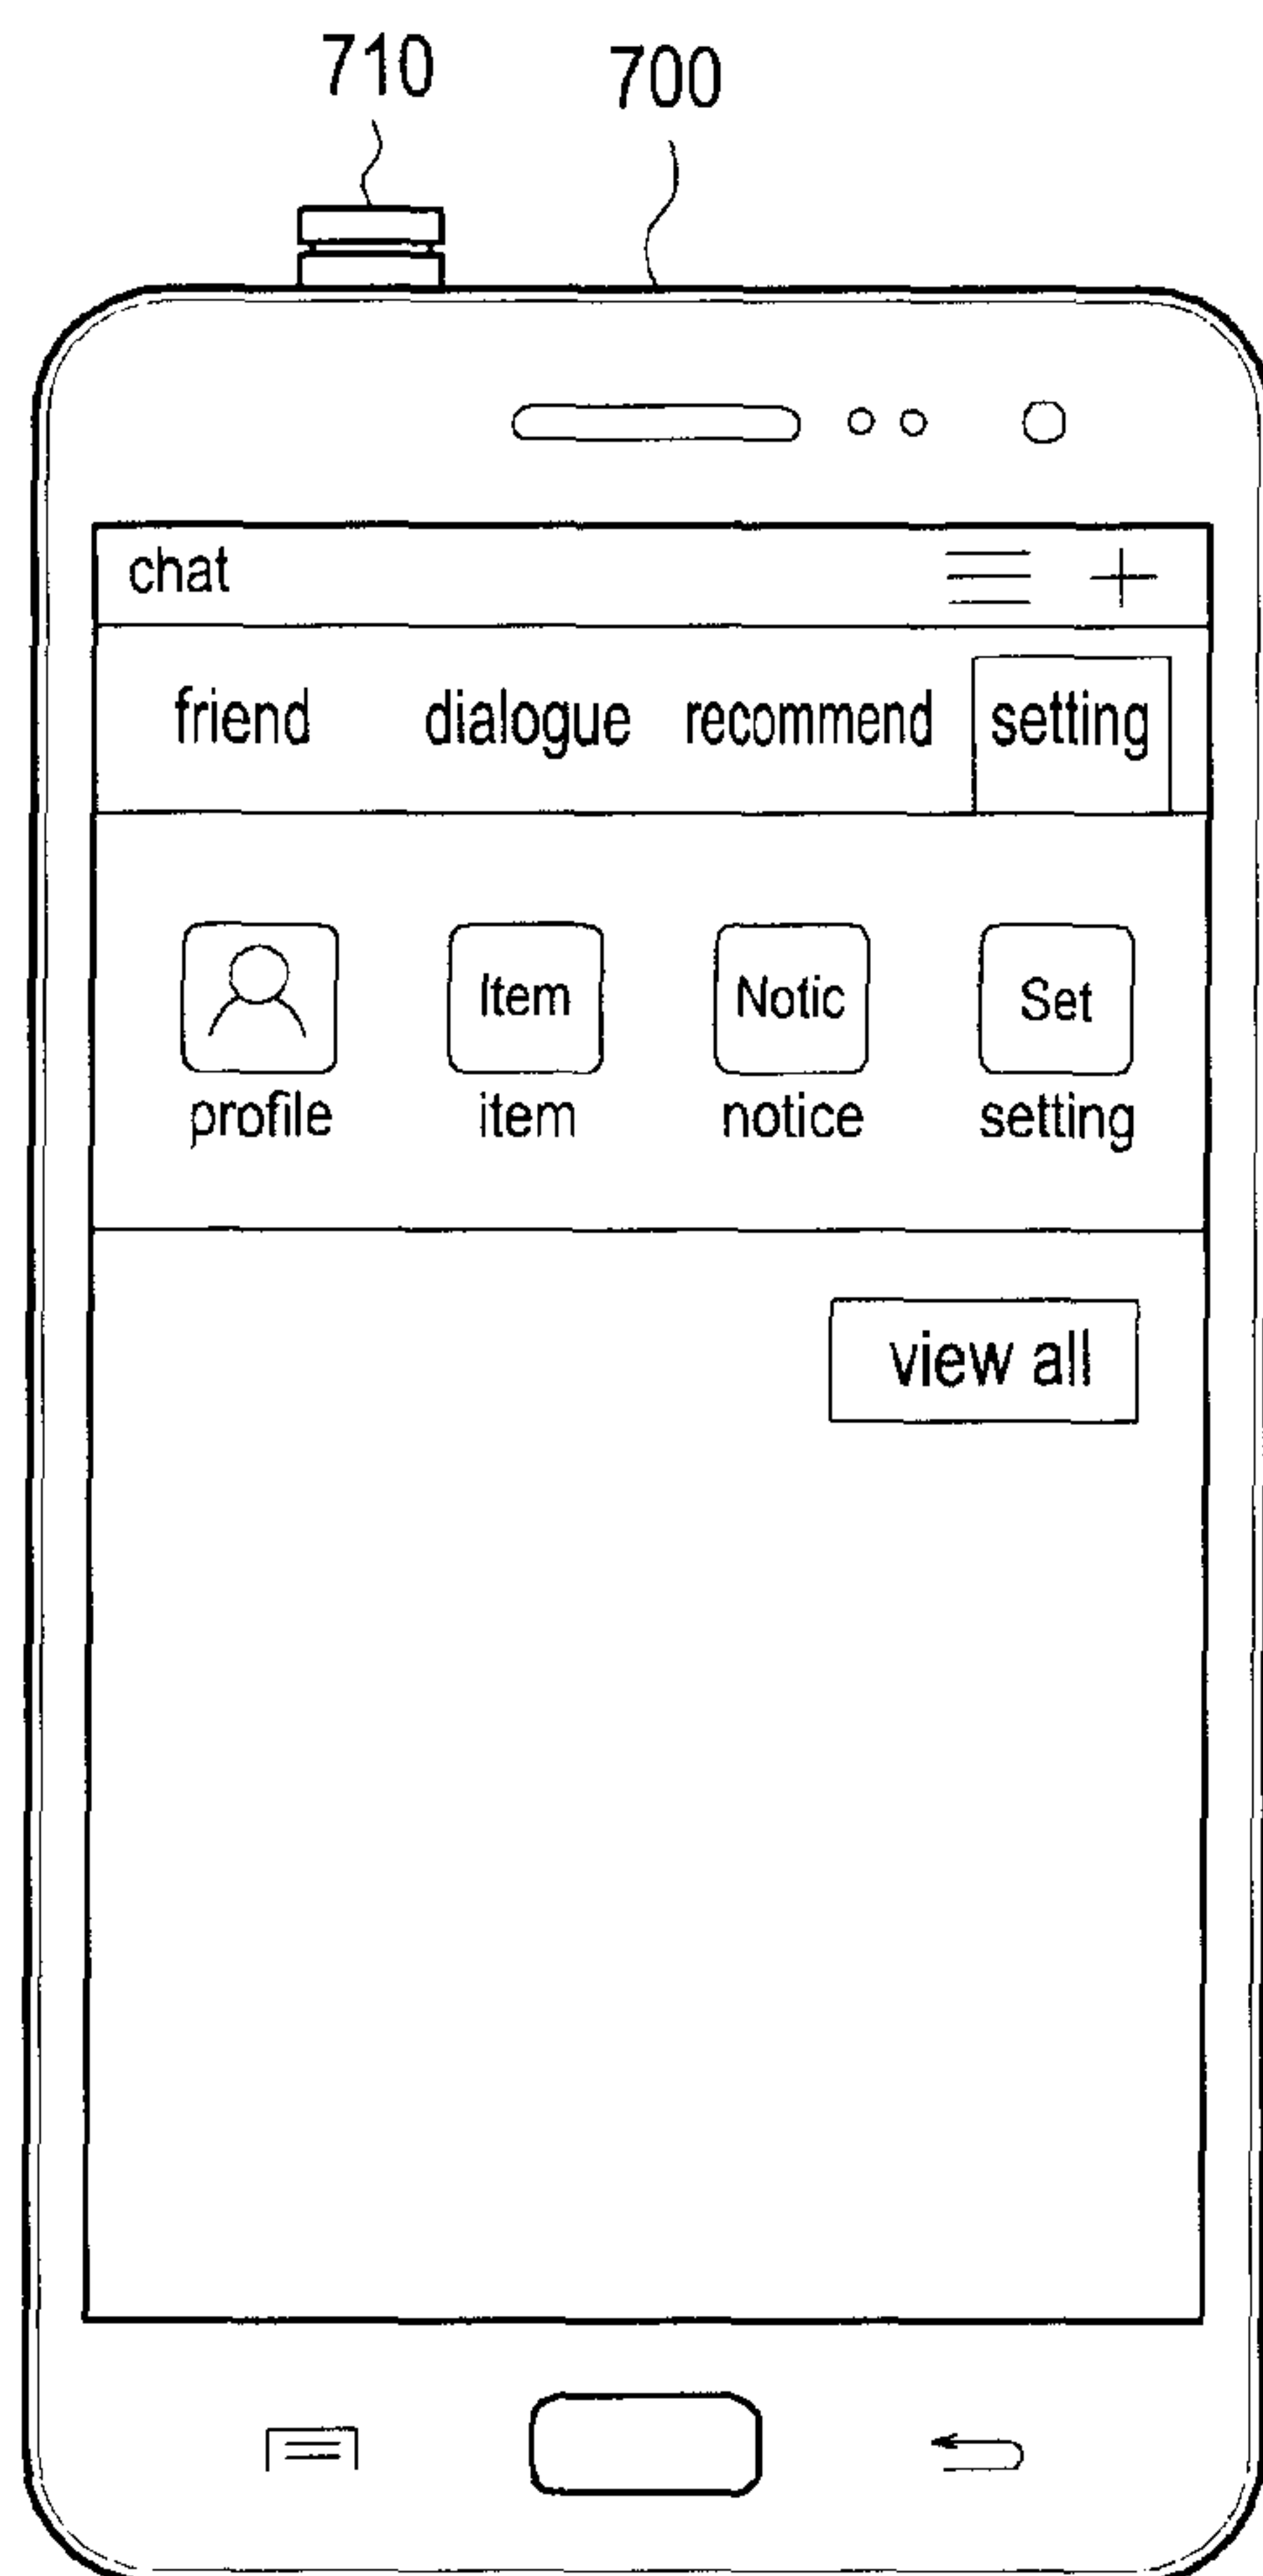 710 700
chat
friend dialogue recommend setting
Item Notic Set
profile item notice setting
view all